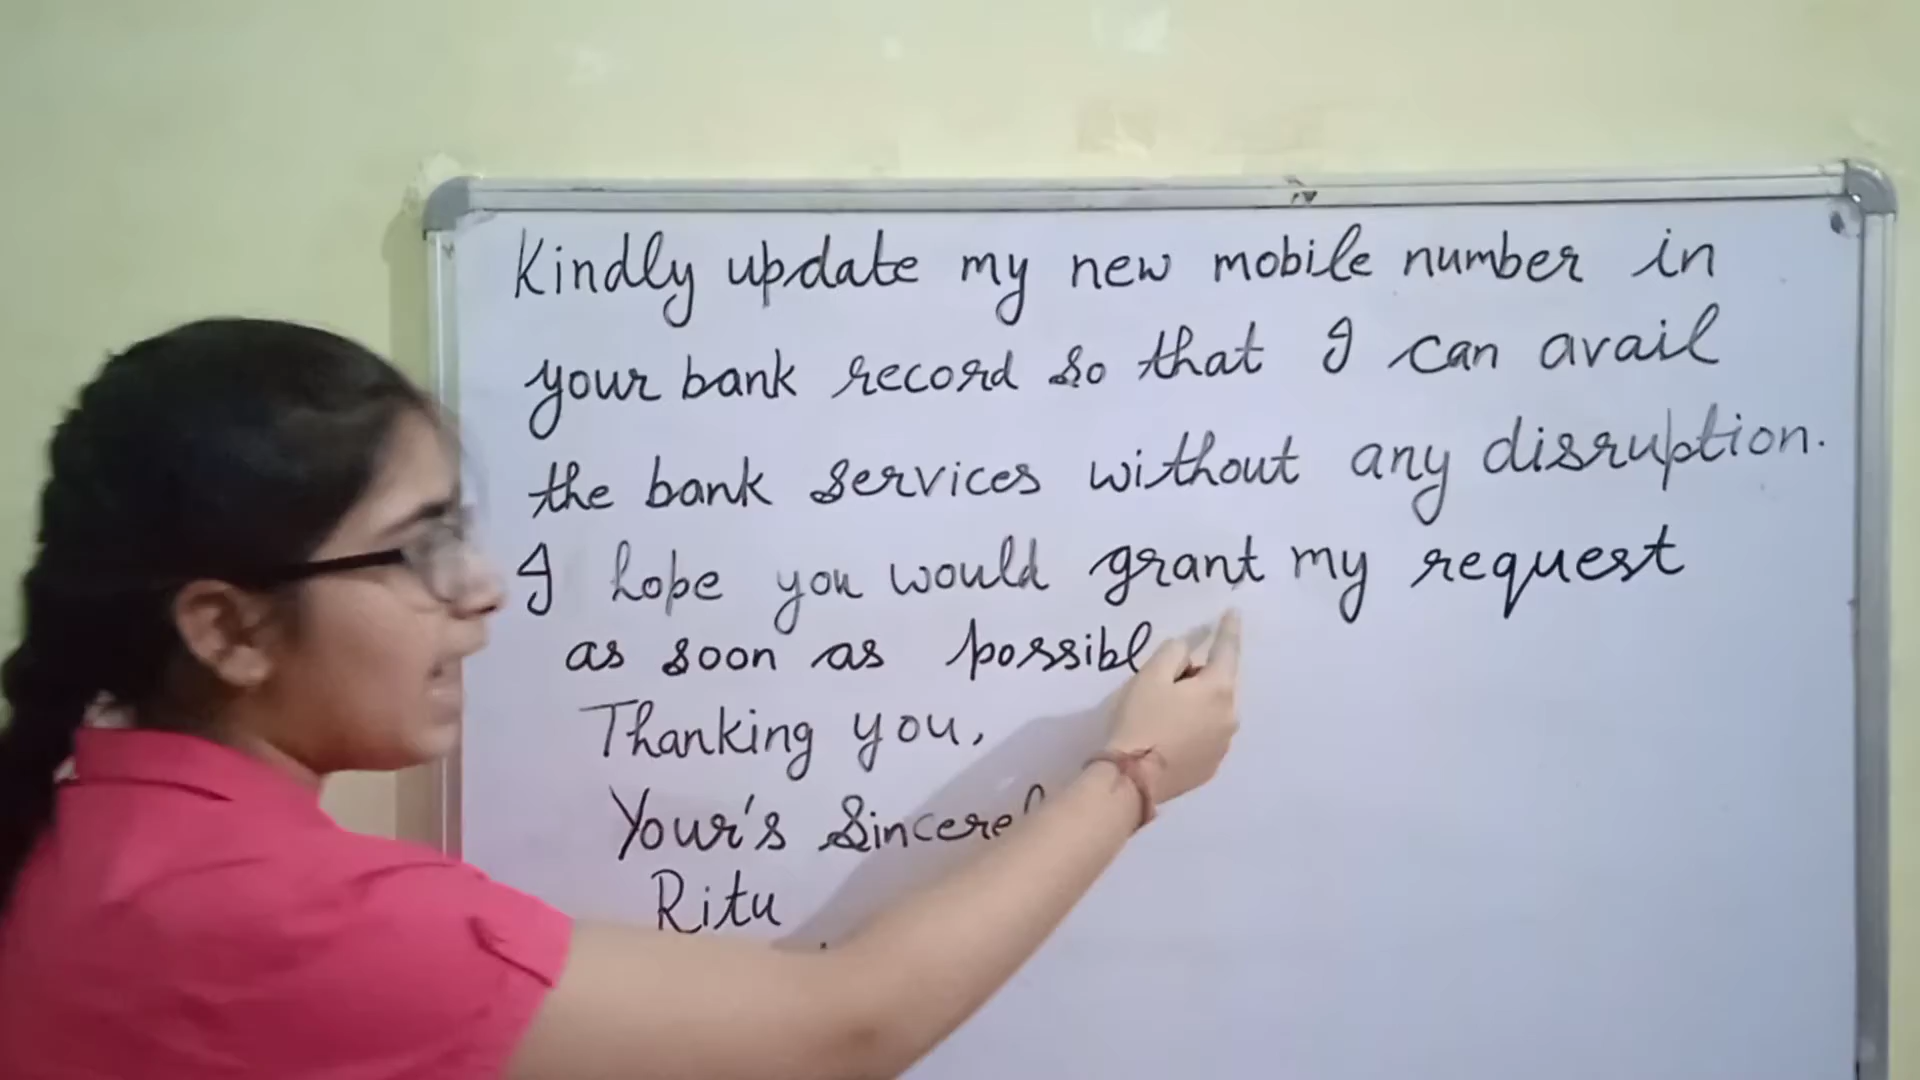 Kindly update my new mobile number in
your bank record so that I can avail
the bank services without any disruption.
I hope you would grant my request
as soon as possibl
Thanking you,
Your's Sincerel
Ritu